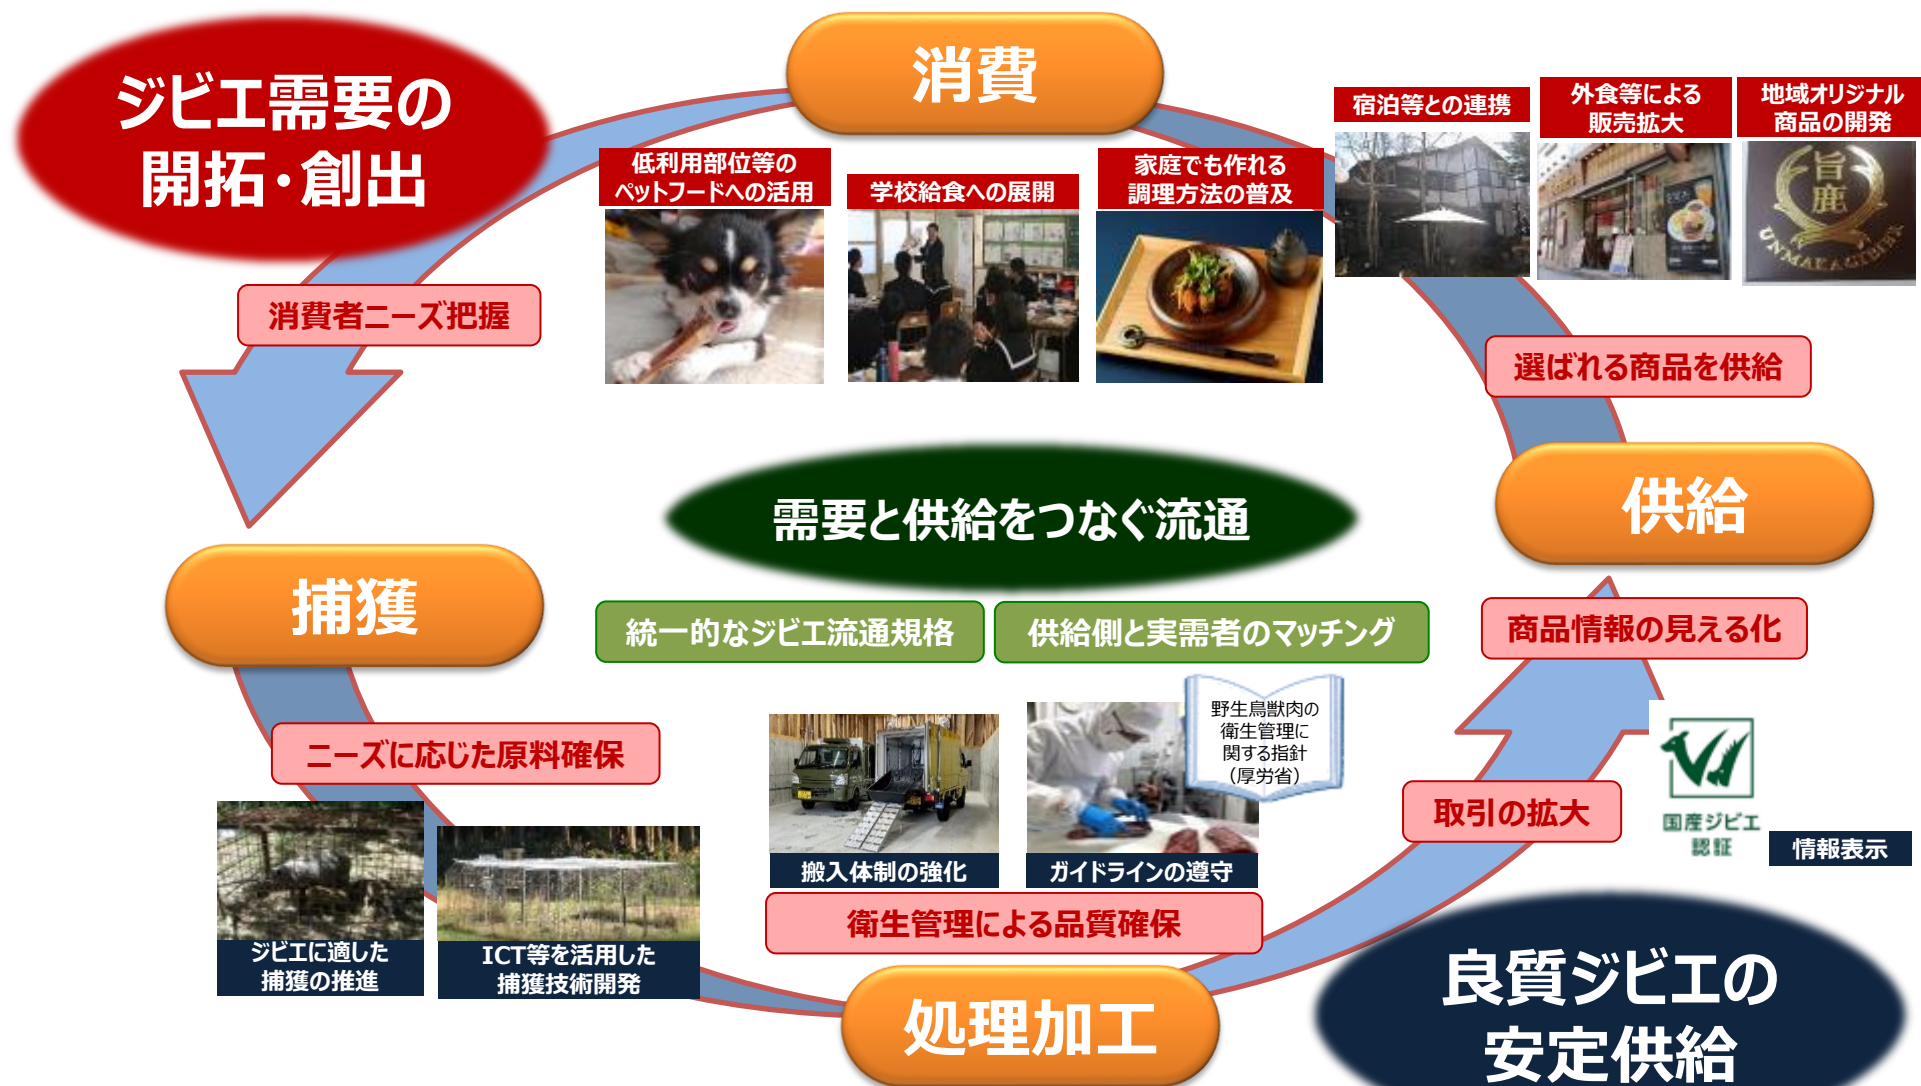 ジビエ需要の
開拓・創出
消費
宿泊等との連携
外食等による
販売拡大
地域オリジナル
商品の開発
低利用部位等の
ペットフードへの活用
学校給食への展開
家庭でも作れる
調理方法の普及
旨
鹿
消費者ニーズ把握
選ばれる商品を供給
需要と供給をつなぐ流通
供給
捕獲
統一的なジビエ流通規格
供給側と実需者のマッチング
商品情報の見える化
ニーズに応じた原料確保
野生鳥獣肉の
衛生管理に
関する指針
（厚労省）
取引の拡大
国産ジビエ
認証
情報表示
搬入体制の強化
ガイドラインの遵守
衛生管理による品質確保
ジビエに適した
捕獲の推進
ICT等を活用した
捕獲技術開発
処理加工
良質ジビエの
安定供給